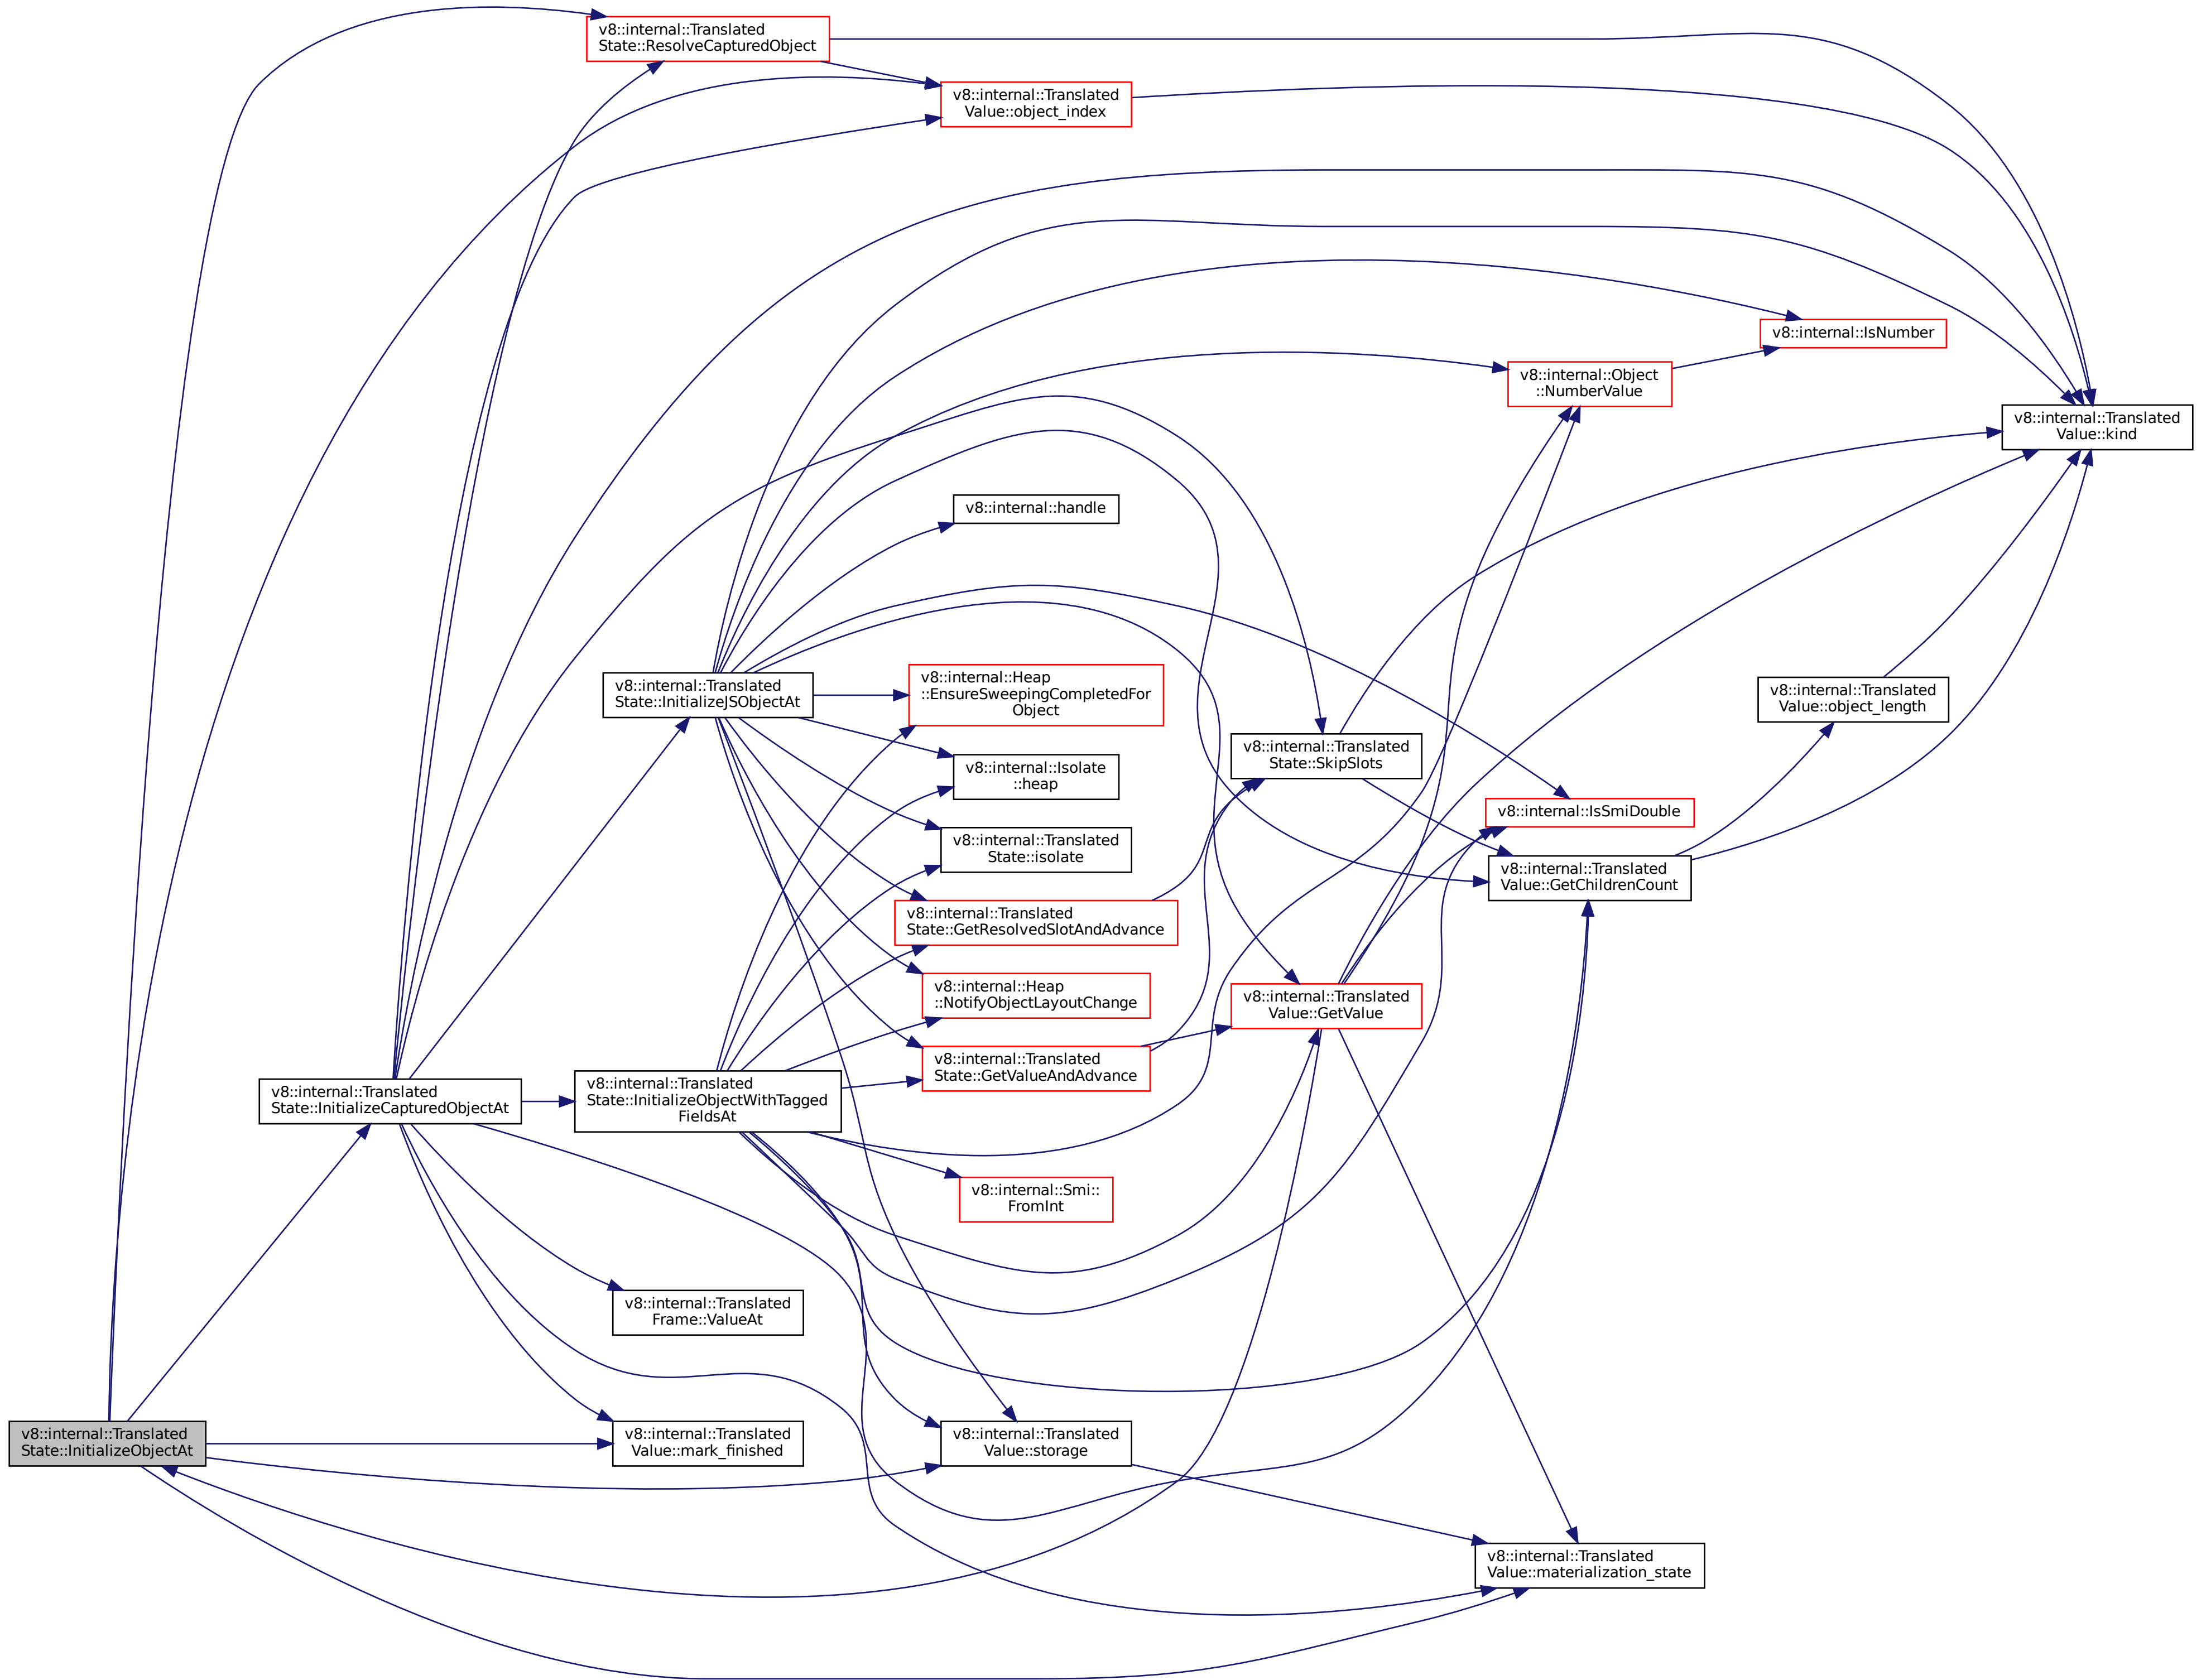 v8::internal::Translated
State::ResolveCapturedObject
v8::internal::Translated
Value::object_index
v8::internal::IsNumber
v8::internal::Object
::NumberValue
v8::internal::Translated
Value::kind
v8::internal::handle
v8::internal::Translated
State::InitializeJSObjectAt
v8::internal::Heap
::EnsureSweepingCompletedFor
Object
v8::internal::Translated
Value::object_length
v8::internal::Translated
State::SkipSlots
v8::internal::Isolate
::heap
v8::internal::IsSmiDouble
v8::internal::Translated
State::isolate
v8::internal::Translated
Value::GetChildrenCount
v8::internal::Translated
State::GetResolvedSlotAndAdvance
v8::internal::Heap
::NotifyObjectLayoutChange
v8::internal::Translated
Value::GetValue
v8::internal::Translated
State::GetValueAndAdvance
v8::internal::Translated
State::InitializeCapturedObjectAt
v8::internal::Translated
State::InitializeObjectWithTagged
FieldsAt
v8::internal::Smi::
FromInt
v8::internal::Translated
Frame::ValueAt
v8::internal::Translated
State::InitializeObjectAt
v8::internal::Translated
Value::mark_finished
v8::internal::Translated
Value::storage
v8::internal::Translated
Value::materialization_state